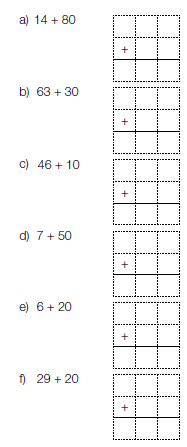 a) 14 + 80
+
b) 63 + 30
+
c) 46 + 10
+
d) 7 + 50
+
e) 6 + 20
+
f) 29 + 20
+